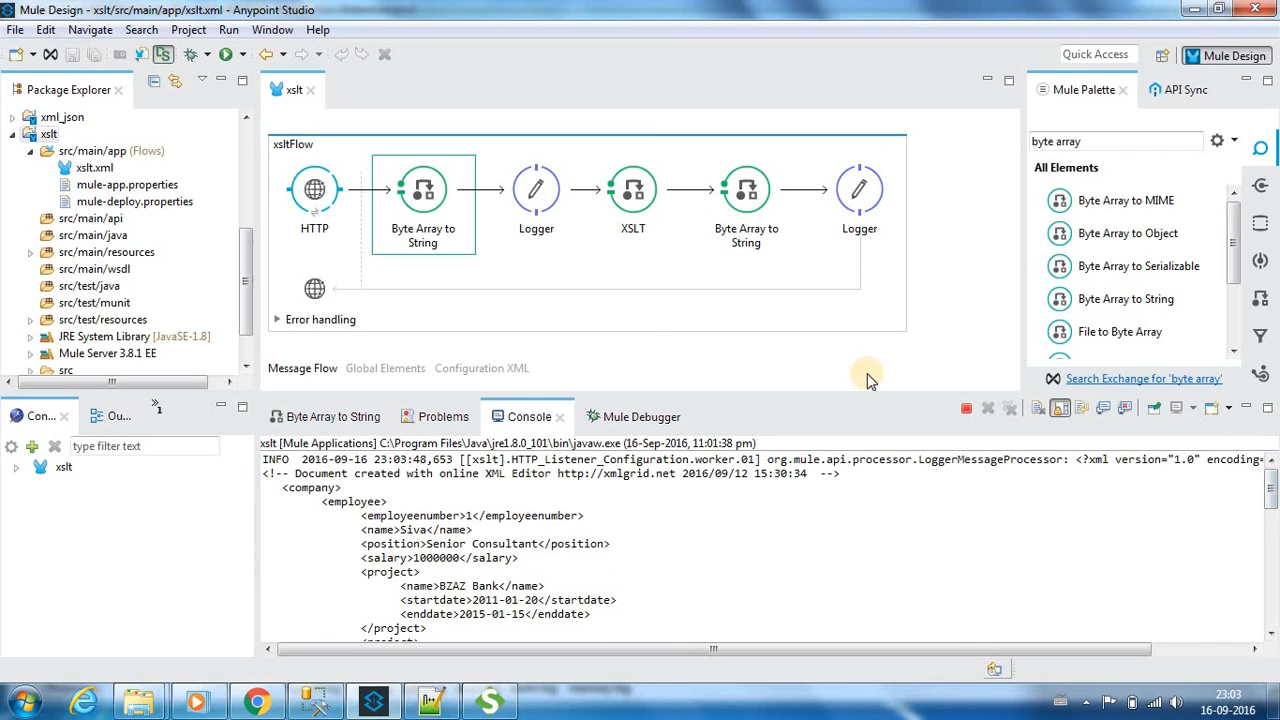 Mule Design - xslt/src/main/app/xslt.xml - Anypoint Studio
File Edit Navigate Search Project Run Window Help
Quick Access
Mule Design
Package Explorer
xml_json
xslt
src/main/app (Flows)
xslt.xml
mule-app.properties
mule-deploy.properties
src/main/api
src/main/java
src/main/resources
src/main/wsdl
src/test/java
src/test/munit
src/test/resources
JRE System Library [JavaSE-1.8]
Mule Server 3.8.1 EE
src
xslt
xsltFlow
HTTP
Byte Array to
String
Logger
XSLT
Byte Array to
String
Logger
Error handling
Message Flow Global Elements Configuration XML
Mule Palette
API Sync
byte array
All Elements
Byte Array to MIME
Byte Array to Object
Byte Array to Serializable
Byte Array to String
File to Byte Array
Search Exchange for 'byte array'
Con...
Ou...
1
type filter text
xslt
Byte Array to String
Problems
Console
Mule Debugger
xslt [Mule Applications] C:\Program Files\Java\jre1.8.0_101\bin\javaw.exe (16-Sep-2016, 11:01:38 pm)
INFO 2016-09-16 23:03:48,653 [[xslt].HTTP_Listener_Configuration.worker.01] org.mule.api.processor.LoggerMessageProcessor: <?xml version="1.0" encoding=
<!-- Document created with online XML Editor http://xmlgrid.net 2016/09/12 15:30:34 -->
<company>
<employee>
<employeenumber>1</employeenumber>
<name>Siva</name>
<position>Senior Consultant</position>
<salary>1000000</salary>
<project>
<name>BZAZ Bank</name>
<startdate>2011-01-20</startdate>
<enddate>2015-01-15</enddate>
</project>
23:03
16-09-2016